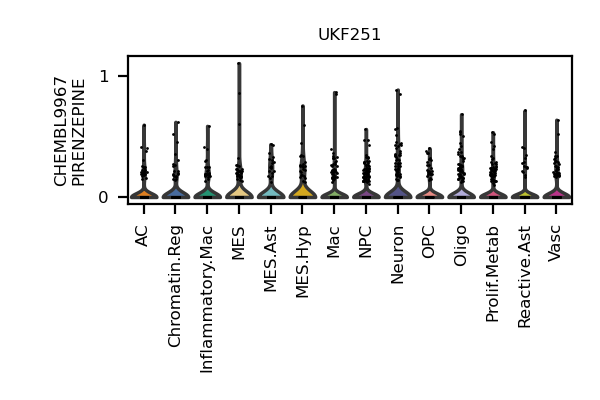 UKF251
CHEMBL9967
PIRENZEPINE
1
0
AC
Chromatin.Reg
Inflammatory.Mac
MES
MES.Ast
MES.Hyp
Mac
NPC
Neuron
OPC
Oligo
Prolif.Metab
Reactive.Ast
Vasc